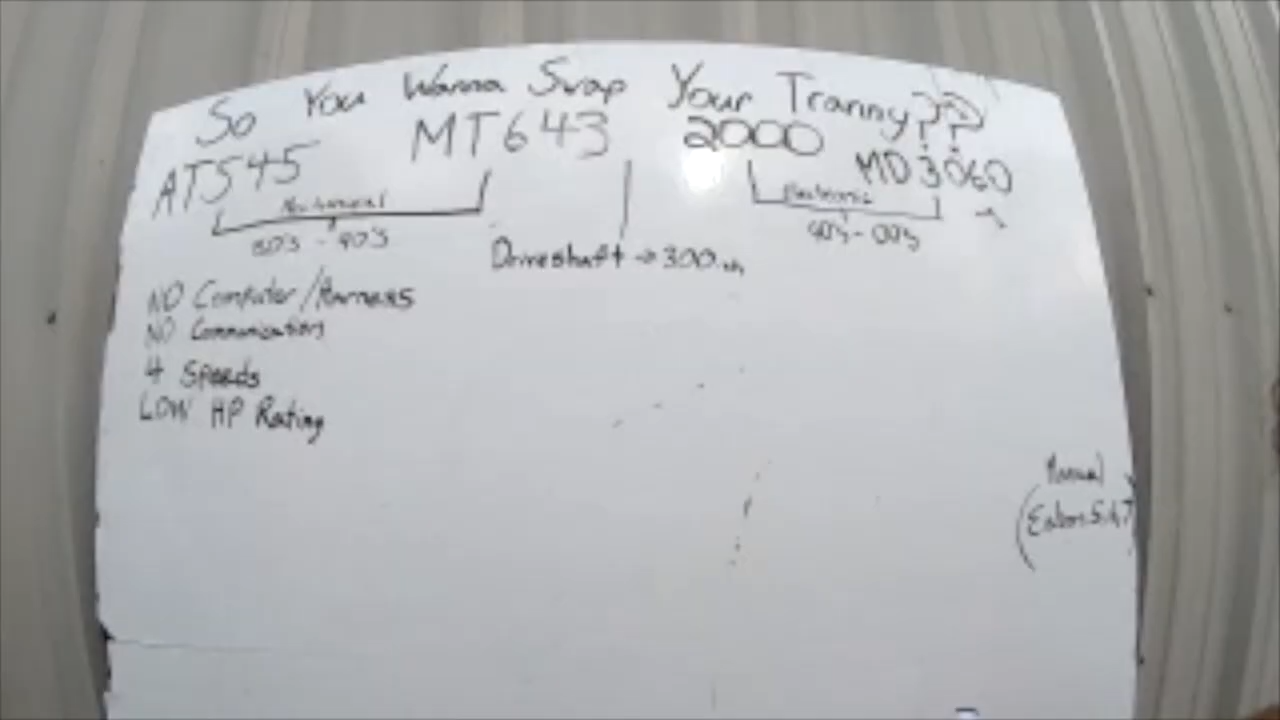 So You Wanna Swap Your Tranny???
AT545 MT643 2000 MD3060
Mechanical Electronic
80's - 90's 90's - 00's
Driveshaft → 300
NO Computer/Harness
NO Communication
4 Speeds
LOW HP Rating
Manual
(Eaton 5,6,7